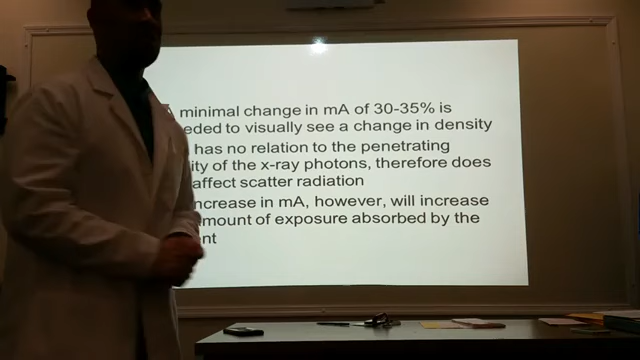 A minimal change in mA of 30-35% is
eded to visually see a change in density
has no relation to the penetrating
ity of the x-ray photons, therefore does
affect scatter radiation
ncrease in mA, however, will increase
amount of exposure absorbed by the
nt